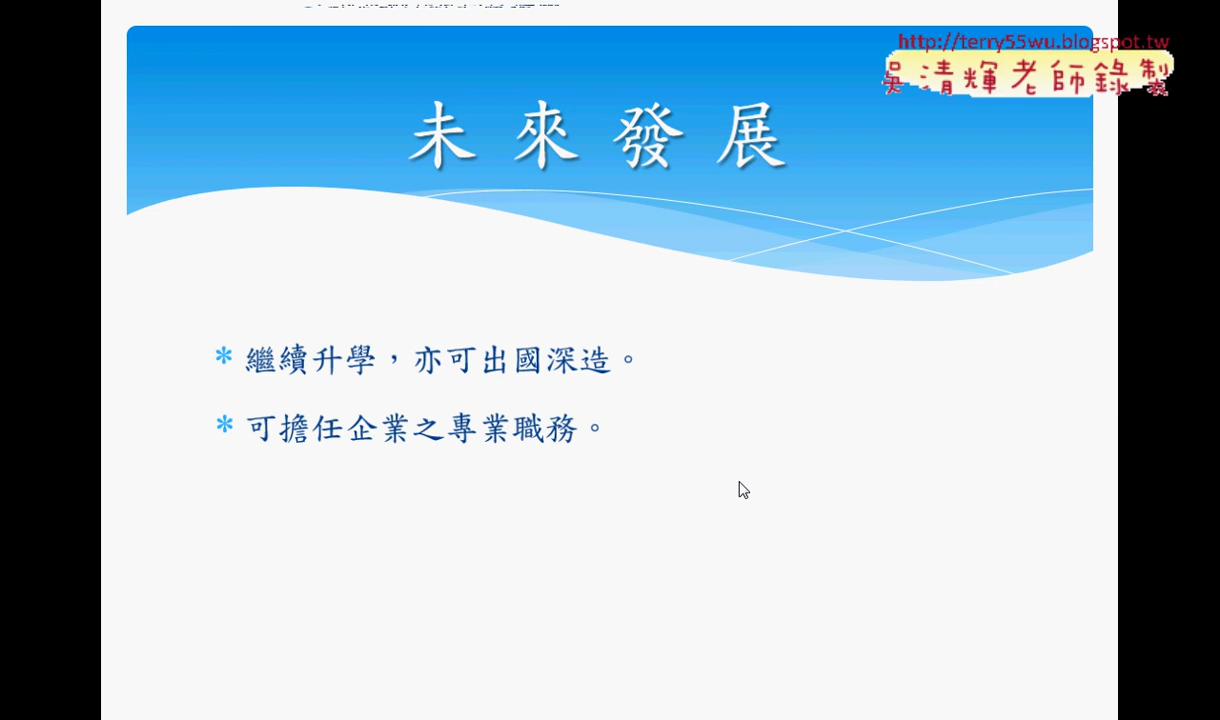 http://terry55wu.blogspot.tw
吳清輝老師錄製
未來發展
* 繼續升學，亦可出國深造。
* 可擔任企業之專業職務。